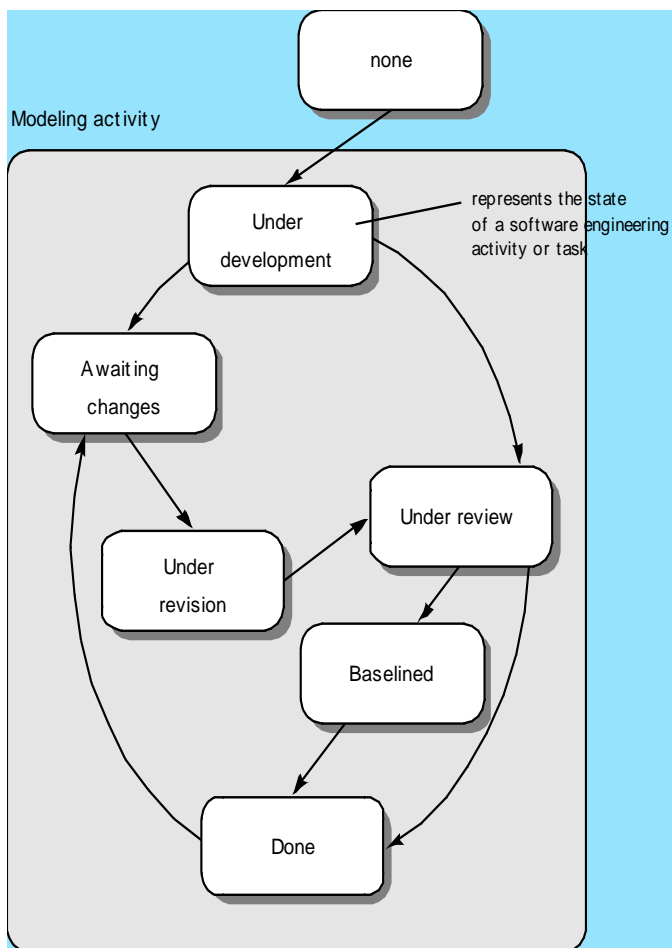 none
Modeling activity
represents the state
of a software engineering
activity or task
Under
development
Awaiting
changes
Under review
Under
revision
Baselined
Done